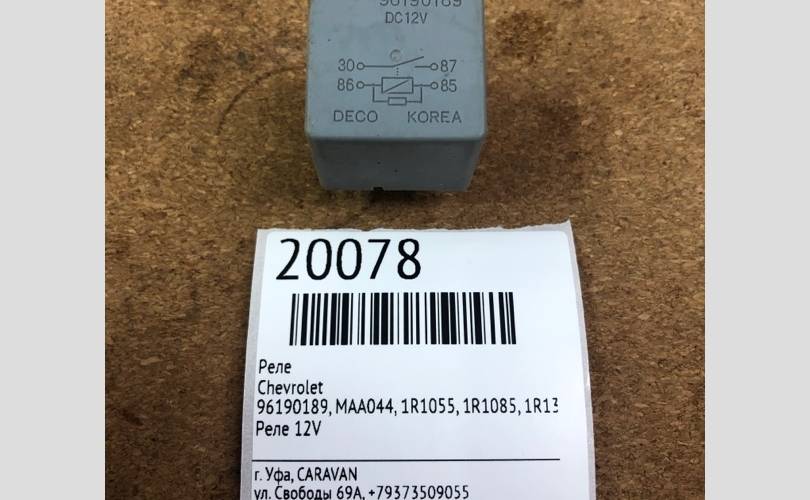 96190189
DC12V
30 87
86 85
DECO KOREA
20078
Реле
Chevrolet
96190189, MAA044, 1R1055, 1R1085, 1R13
Реле 12V
г. Уфа, CARAVAN
ул. Свободы 69А, +79373509055